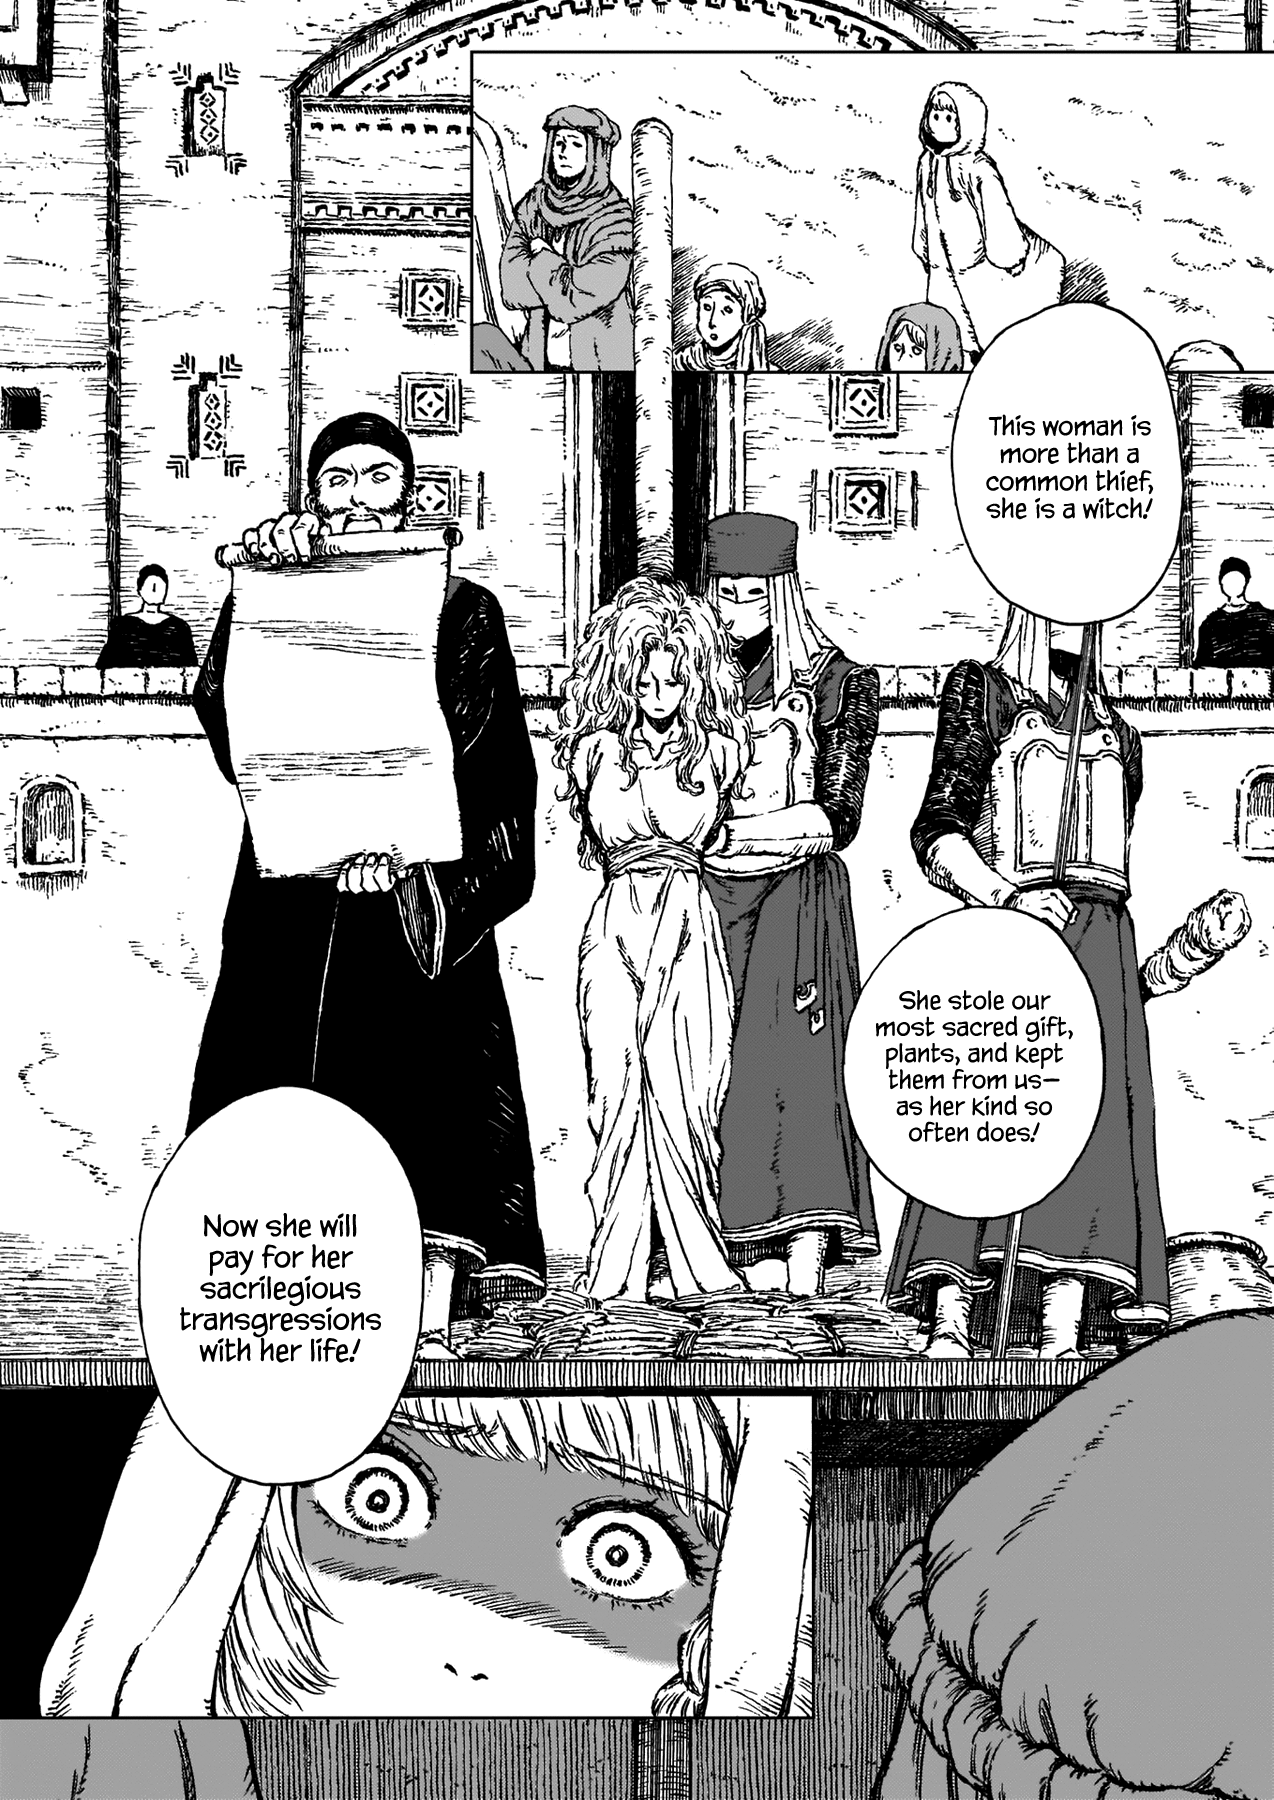 This woman is
more than a
common thief,
she is a witch!
She stole our
most sacred gift,
plants, and kept
them from us—
as her kind so
often does!
Now she will
pay for her
sacrilegious
transgressions
with her life!